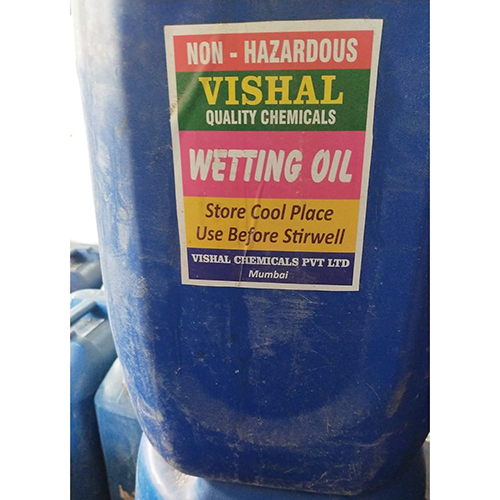 NON - HAZARDOUS
VISHAL
QUALITY CHEMICALS
WETTING OIL
Store Cool Place
Use Before Stirwell
VISHAL CHEMICALS PVT LTD
Mumbai